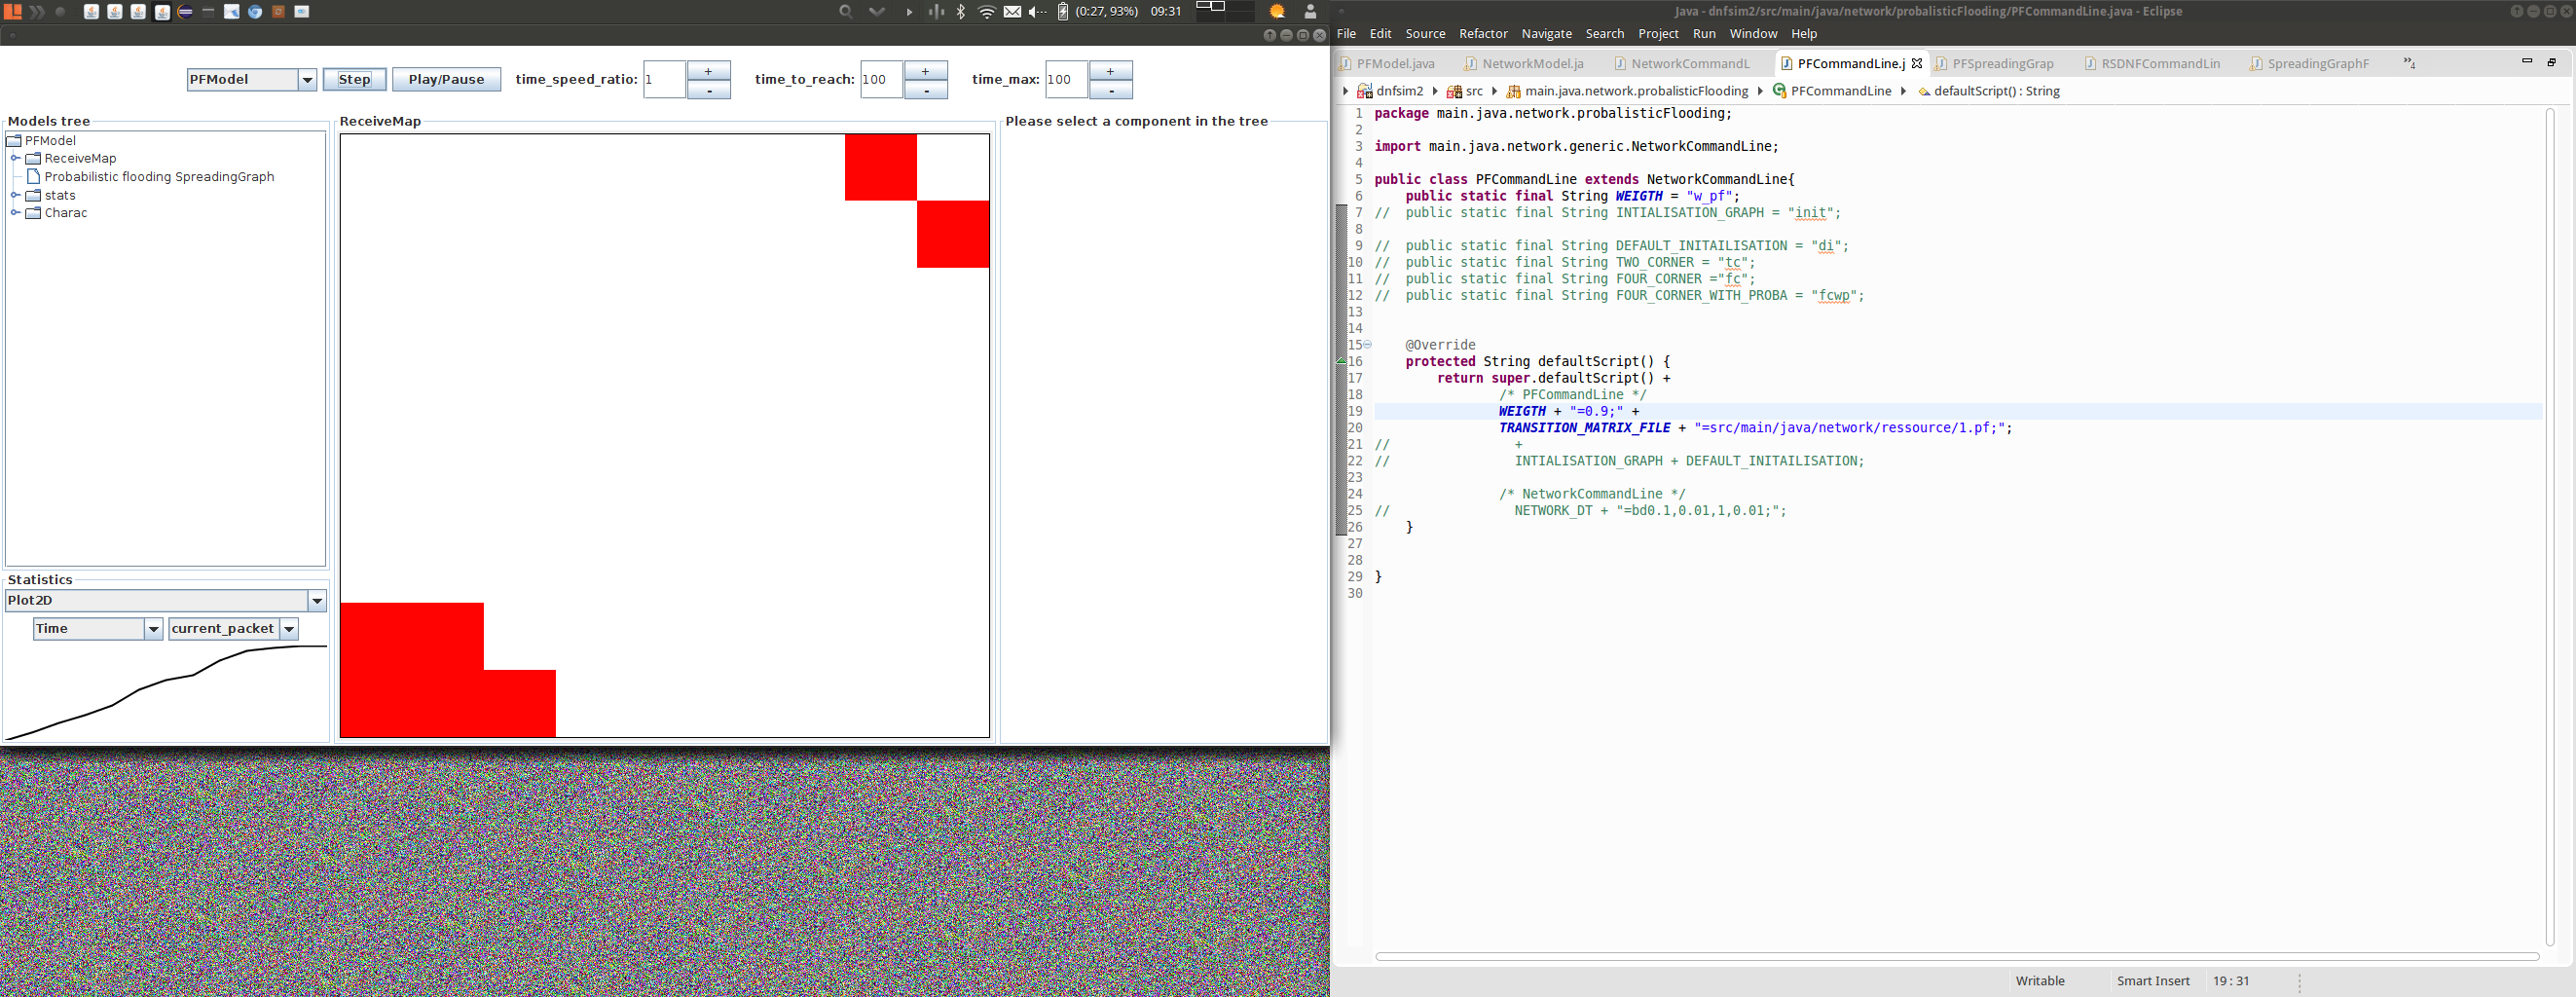 (0:27, 93%) 09:31
PFModel Step Play/Pause time_speed_ratio: 1 + - time_to_reach: 100 + - time_max: 100 + -
Models tree
PFModel
ReceiveMap
Probabilistic flooding SpreadingGraph
stats
Charac
Statistics
Plot2D
Time current_packet
ReceiveMap
Please select a component in the tree
Java - dnfsim2/src/main/java/network/probalisticFlooding/PFCommandLine.java - Eclipse
File Edit Source Refactor Navigate Search Project Run Window Help
PFModel.java NetworkModel.ja NetworkCommandL PFCommandLine.j PFSpreadingGrap RSDNFCommandLin SpreadingGraphF »4
dnfsim2 src main.java.network.probalisticFlooding PFCommandLine defaultScript() : String
1 package main.java.network.probalisticFlooding;
2
3 import main.java.network.generic.NetworkCommandLine;
4
5 public class PFCommandLine extends NetworkCommandLine{
6 public static final String WEIGTH = "w_pf";
7 // public static final String INTIALISATION_GRAPH = "init";
8
9 // public static final String DEFAULT_INITAILISATION = "di";
10 // public static final String TWO_CORNER = "tc";
11 // public static final String FOUR_CORNER ="fc";
12 // public static final String FOUR_CORNER_WITH_PROBA = "fcwp";
13
14
15 @Override
16 protected String defaultScript() {
17 return super.defaultScript() +
18 /* PFCommandLine */
19 WEIGTH + "=0.9;" +
20 TRANSITION_MATRIX_FILE + "=src/main/java/network/ressource/1.pf;";
21 // +
22 // INTIALISATION_GRAPH + DEFAULT_INITAILISATION;
23
24 /* NetworkCommandLine */
25 // NETWORK_DT + "=bd0.1,0.01,1,0.01;";
26 }
27
28
29 }
30
Writable Smart Insert 19 : 31